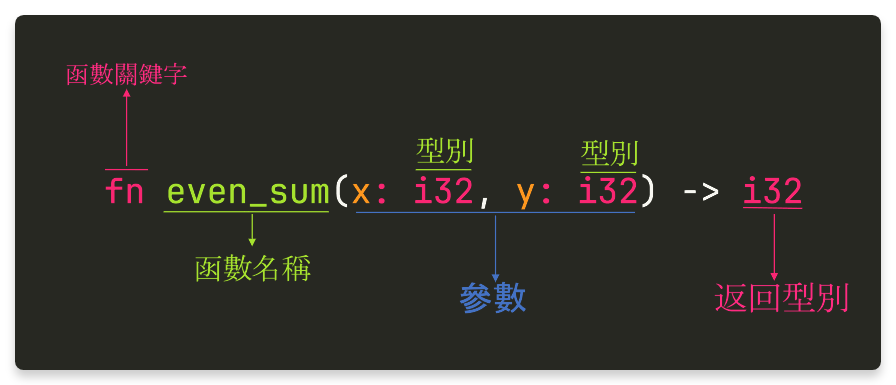 函數關鍵字
型別 型別
fn even_sum(x: i32, y: i32) -> i32
函數名稱
參數
返回型別